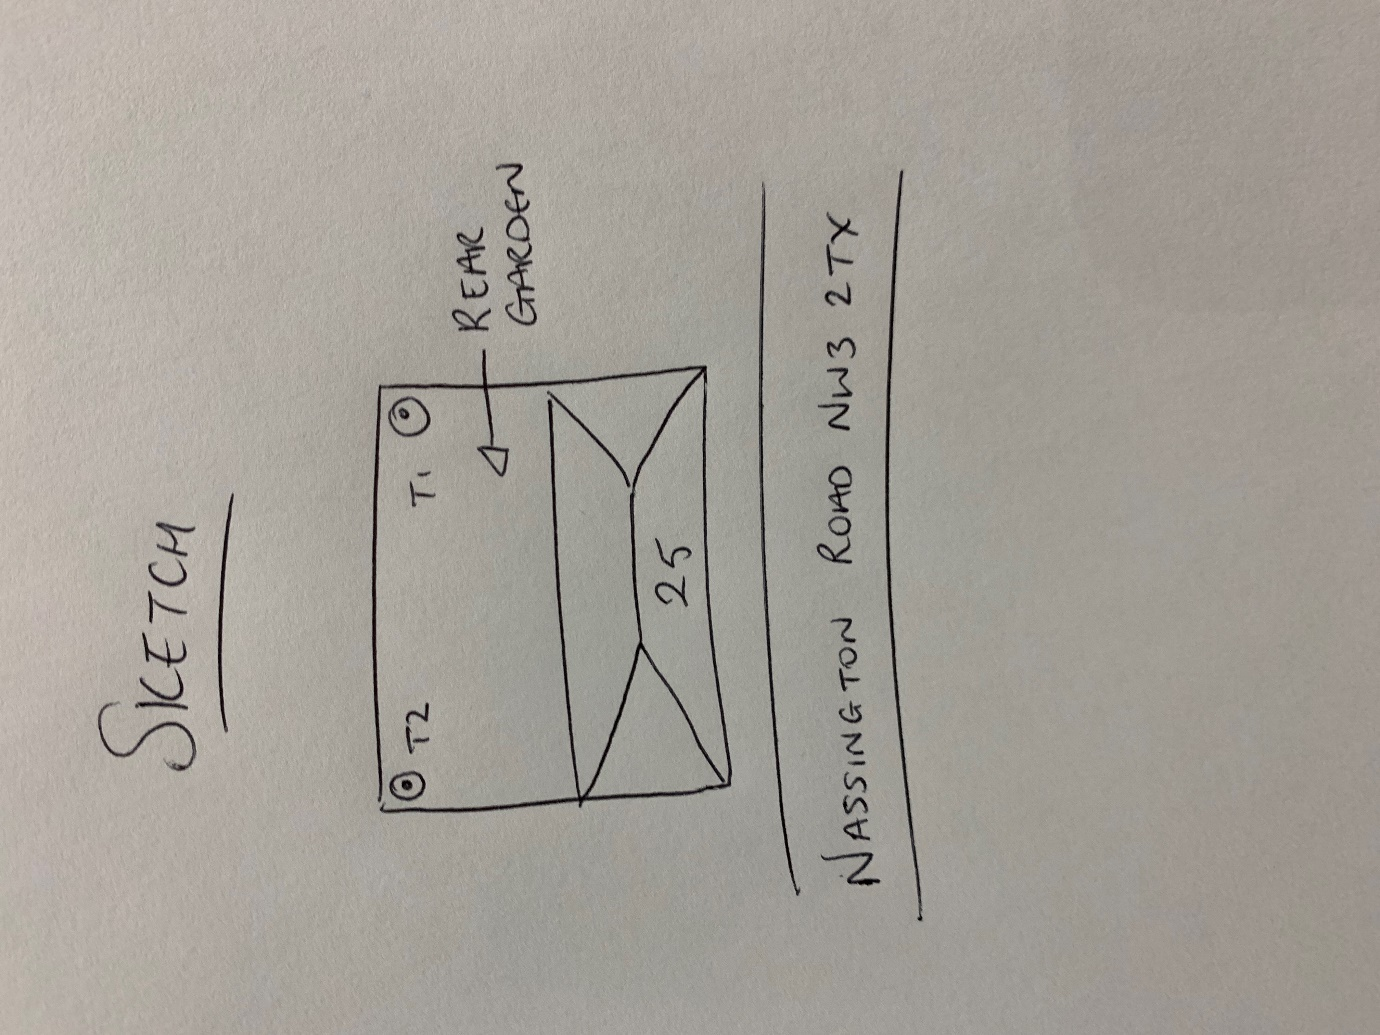 SKETCH
T2
T1
REAR
GARDEN
25
NASSINGTON ROAD NW3 2TX